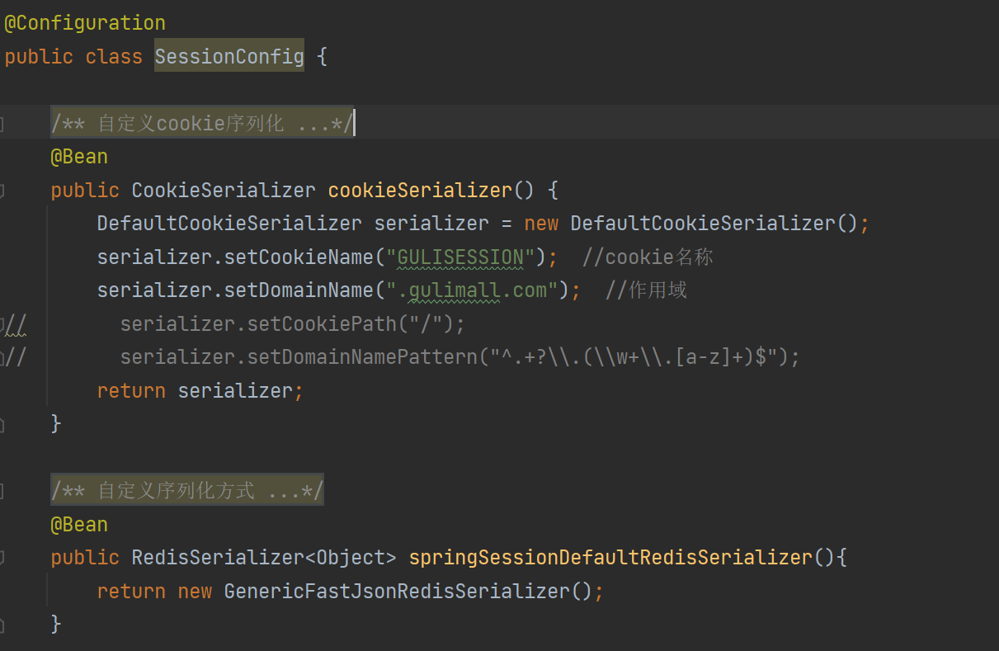 @Configuration
public class SessionConfig {
/** 自定义cookie序列化 ...*/
@Bean
public CookieSerializer cookieSerializer() {
DefaultCookieSerializer serializer = new DefaultCookieSerializer();
serializer.setCookieName("GULISESSION");  //cookie名称
serializer.setDomainName(".gulimall.com");  //作用域
//        serializer.setCookiePath("/");
//        serializer.setDomainNamePattern("^.+?\\.(\\w+\\.[a-z]+)$");
return serializer;
}
/** 自定义序列化方式 ...*/
@Bean
public RedisSerializer<Object> springSessionDefaultRedisSerializer(){
return new GenericFastJsonRedisSerializer();
}